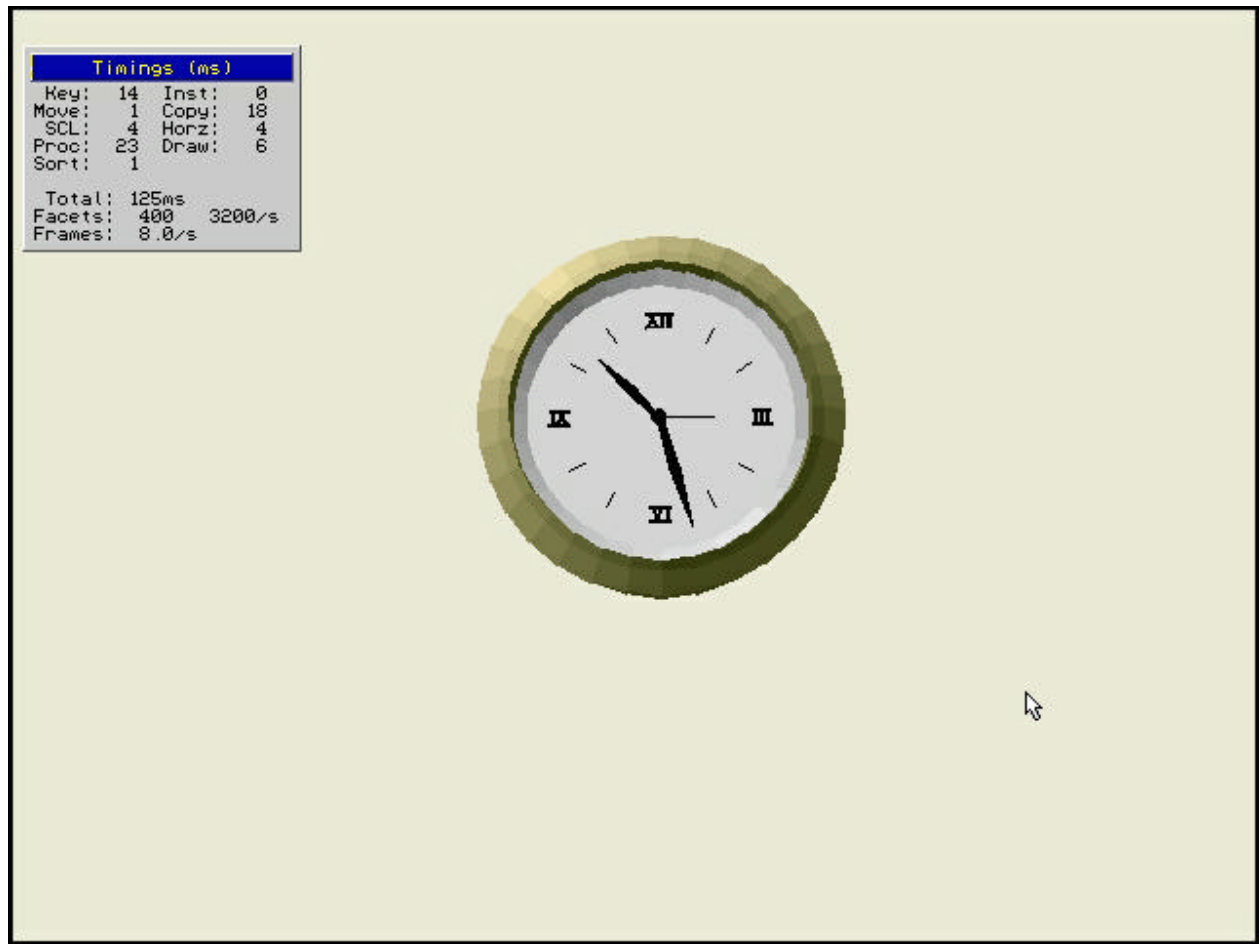 Timings (ms)
Key: 14 Inst: 0
Move: 1 Copy: 18
SCL: 4 Horz: 4
Proc: 23 Draw: 6
Sort: 1
Total: 125ms
Facets: 400 3200/s
Frames: 8.0/s
XII
IX III
VI